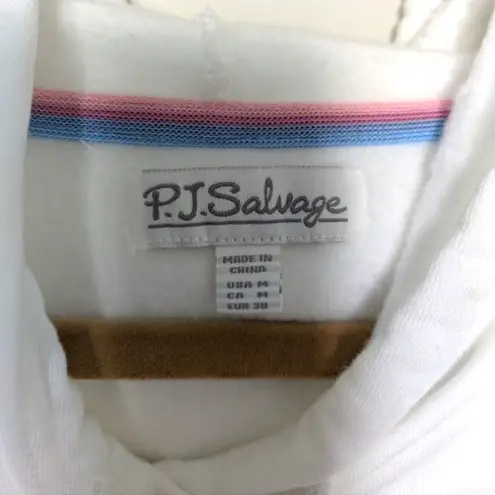 P.J.Salvage
MADE IN
CHINA
USA M
CA M
EUR 38